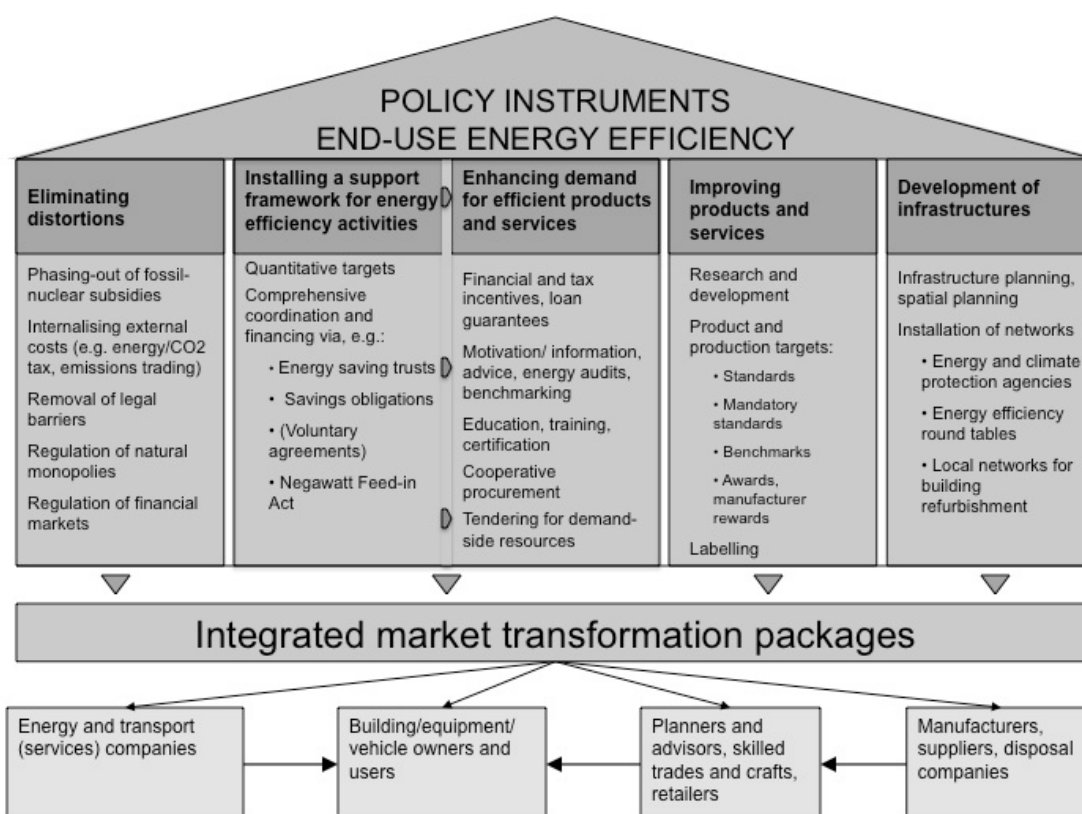 POLICY INSTRUMENTS
END-USE ENERGY EFFICIENCY
Eliminating
distortions
Phasing-out of fossil-
nuclear subsidies
Internalising external
costs (e.g. energy/CO2
tax, emissions trading)
Removal of legal
barriers
Regulation of natural
monopolies
Regulation of financial
markets
Installing a support
framework for energy
efficiency activities
Quantitative targets
Comprehensive
coordination and
financing via, e.g.:
• Energy saving trusts
• Savings obligations
• (Voluntary
agreements)
• Negawatt Feed-in
Act
Enhancing demand
for efficient products
and services
Financial and tax
incentives, loan
guarantees
Motivation/ information,
advice, energy audits,
benchmarking
Education, training,
certification
Cooperative
procurement
Tendering for demand-
side resources
Improving
products and
services
Research and
development
Product and
production targets:
• Standards
• Mandatory
standards
• Benchmarks
• Awards,
manufacturer
rewards
Labelling
Development of
infrastructures
Infrastructure planning,
spatial planning
Installation of networks
• Energy and climate
protection agencies
• Energy efficiency
round tables
• Local networks for
building
refurbishment
Integrated market transformation packages
Energy and transport
(services) companies
Building/equipment/
vehicle owners and
users
Planners and
advisors, skilled
trades and crafts,
retailers
Manufacturers,
suppliers, disposal
companies